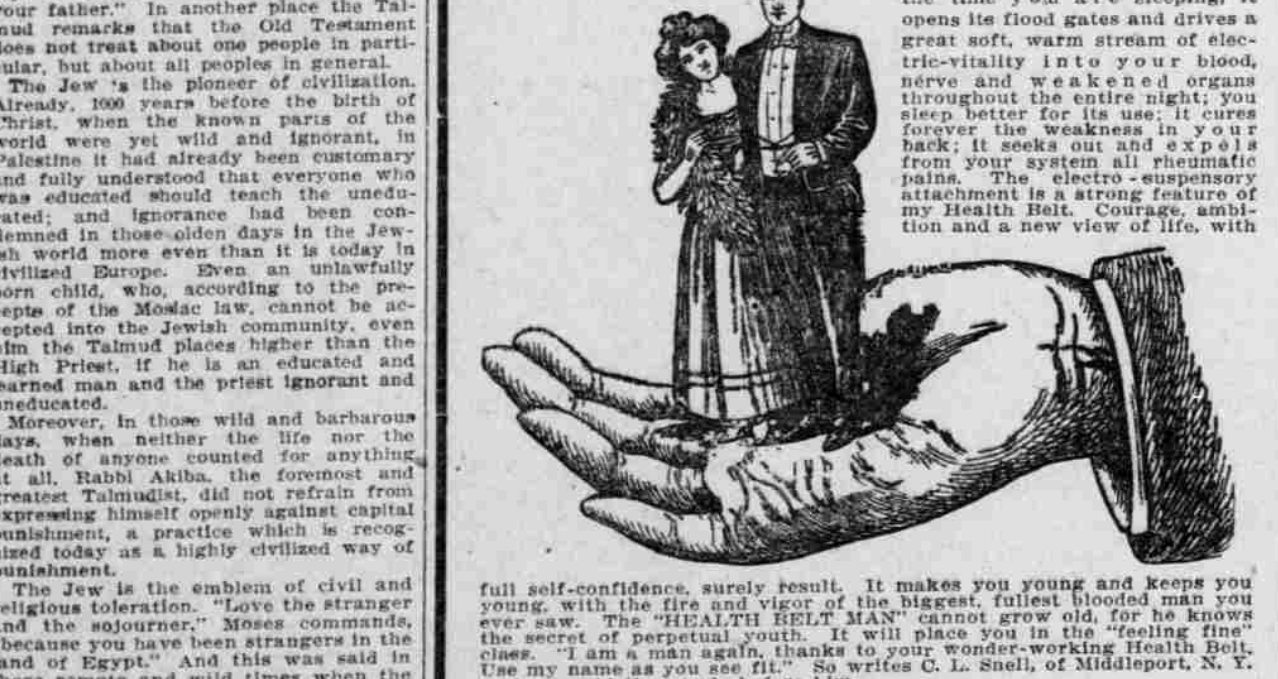 your father." In another place the Tal-
mud remarks that the Old Testament
does not treat about one people in parti-
cular, but about all peoples in general.
The Jew is the pioneer of civilization.
Already, 1000 years before the birth of
Christ, when the known parts of the
world were yet wild and ignorant, in
Palestine it had already been customary
and fully understood that everyone who
was educated should teach the unedu-
cated; and ignorance had been con-
demned in those olden days in the Jew-
ish world more even than it is today in
civilized Europe. Even an unlawfully
born child, who, according to the pre-
cepts of the Mosiac law, cannot be ac-
cepted into the Jewish community, even
him the Talmud places higher than the
High Priest, if he is an educated and
learned man and the priest ignorant and
uneducated.
Moreover, in those wild and barbarous
days, when neither the life nor the
death of anyone counted for anything
at all, Rabbi Akiba, the foremost and
greatest Talmudist, did not refrain from
expressing himself openly against capital
punishment, a practice which is recog-
nized today as a highly civilized way of
punishment.
The Jew is the emblem of civil and
religious toleration. "Love the stranger
and the sojourner," Moses commands,
"because you have been strangers in the
land of Egypt." And this was said in
times when the
opens its flood gates and drives a
great soft, warm stream of elec-
tric-vitality into your blood,
nerve and weakened organs
throughout the entire night; you
sleep better for its use; it cures
forever the weakness in your
back; it seeks out and expels
from your system all rheumatic
pains. The electro-suspensory
attachment is a strong feature of
my Health Belt. Courage, ambi-
tion and a new view of life, with
full self-confidence, surely result. It makes you young and keeps you
young, with the fire and vigor of the biggest, fullest blooded man you
ever saw. The "HEALTH BELT MAN" cannot grow old, for he knows
the secret of perpetual youth. It will place you in the "feeling fine"
class. "I am a man again, thanks to your wonder-working Health Belt.
Use my name as you see fit." So writes C. L. Snell, of Middleport, N. Y.